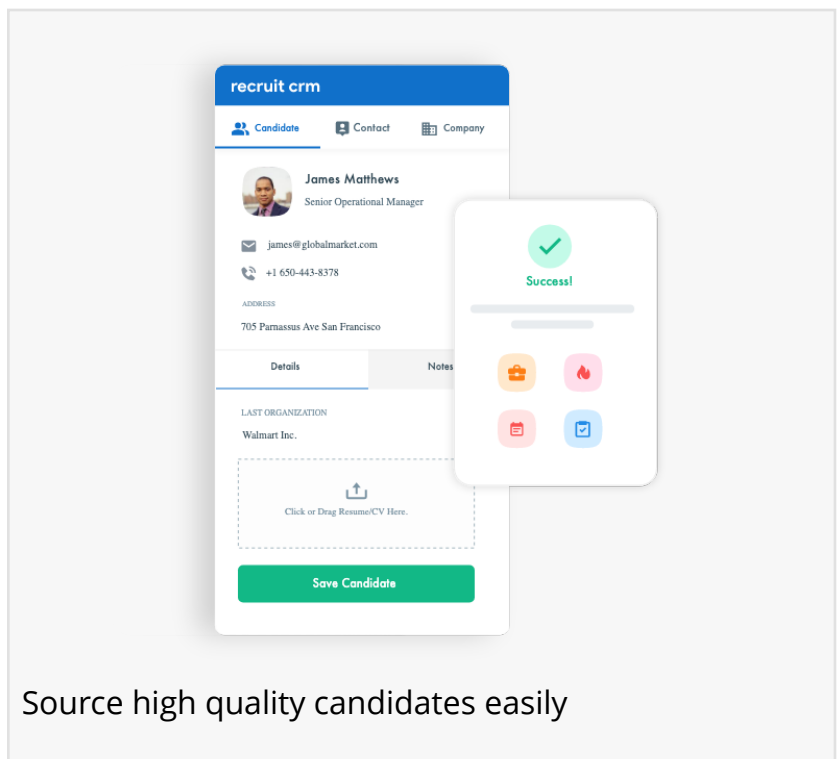 recruit crm
Candidate Contact Company
James Matthews
Senior Operational Manager
james@globalmarket.com
+1 650-443-8378
ADDRESS
705 Parnassus Ave San Francisco
Details Notes
LAST ORGANIZATION
Walmart Inc.
Click or Drag Resume/CV Here.
Save Candidate
Success!
Source high quality candidates easily